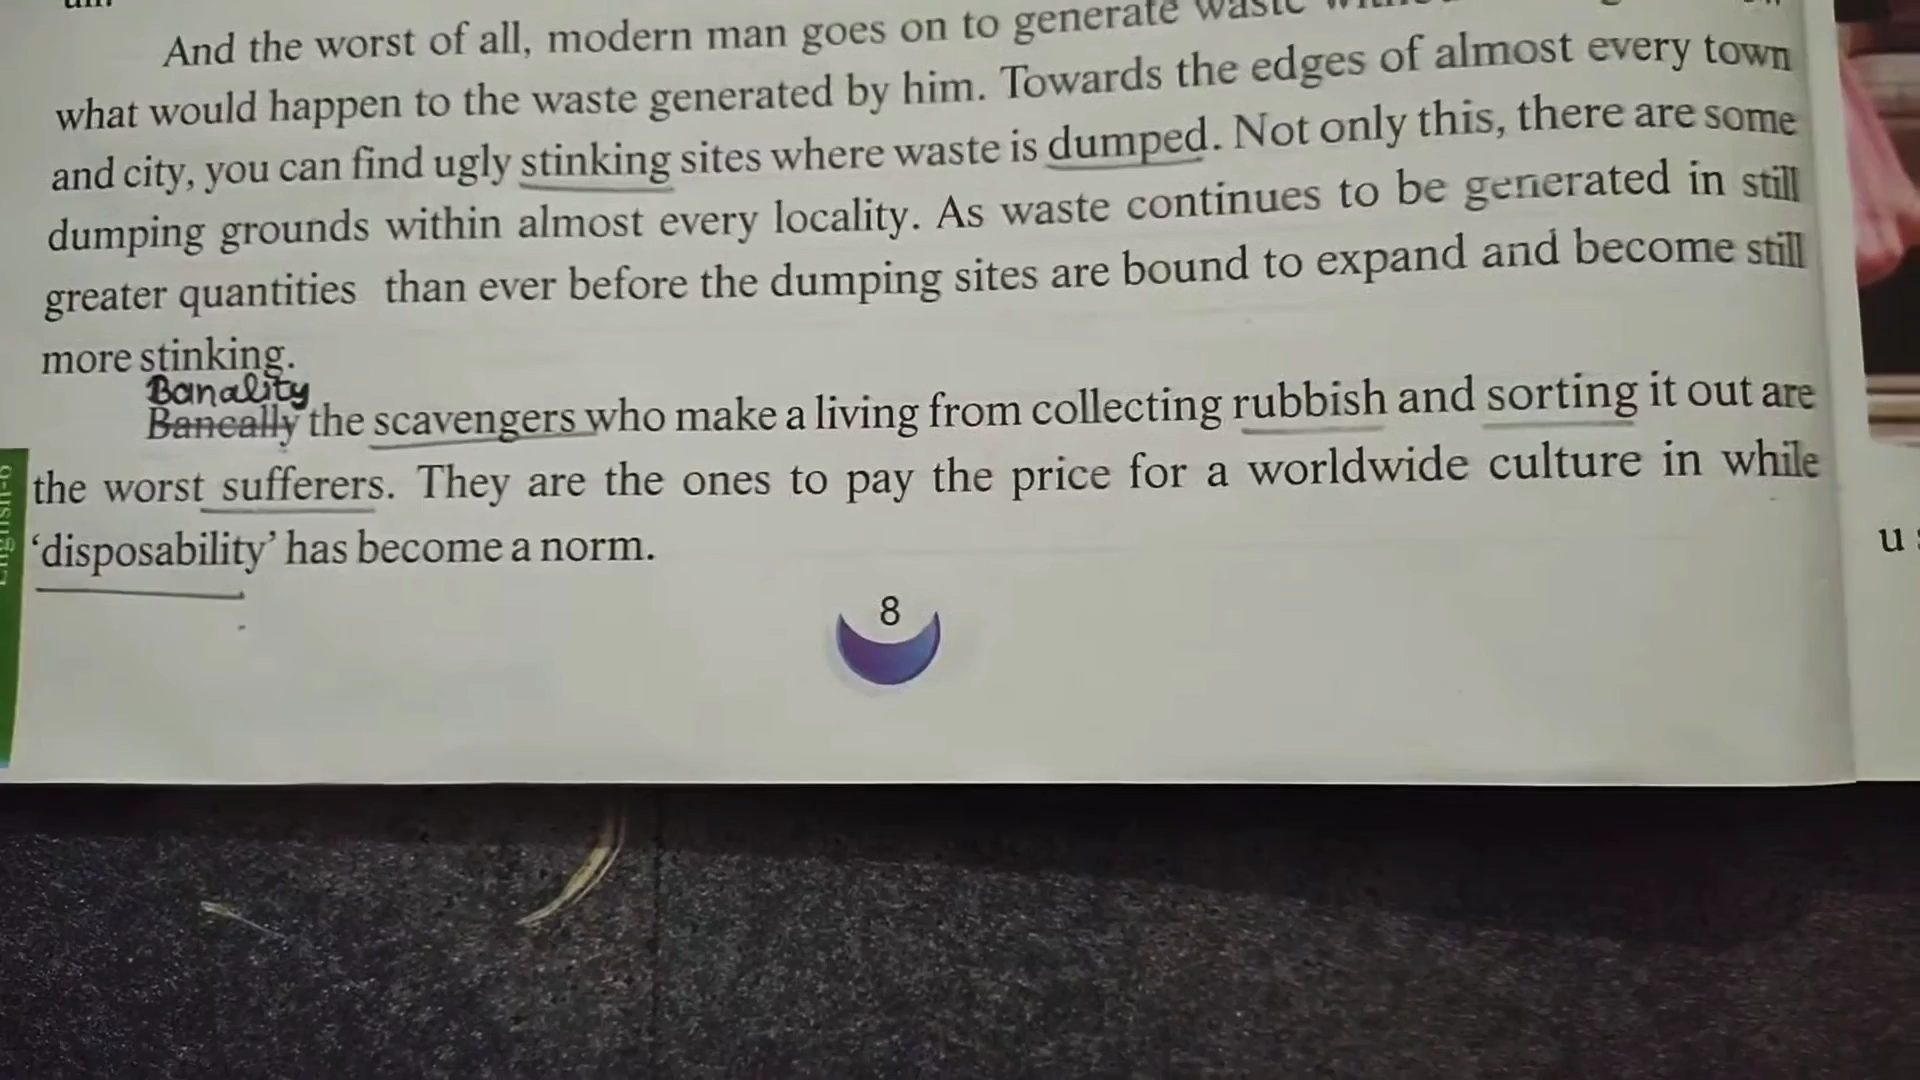 And the worst of all, modern man goes on to generate waste
what would happen to the waste generated by him. Towards the edges of almost every town
and city, you can find ugly stinking sites where waste is dumped. Not only this, there are some
dumping grounds within almost every locality. As waste continues to be generated in still
greater quantities than ever before the dumping sites are bound to expand and become still
more stinking.
Banality
Bancally the scavengers who make a living from collecting rubbish and sorting it out are
the worst sufferers. They are the ones to pay the price for a worldwide culture in while
‘disposability’ has become a norm.
8
English-6
u